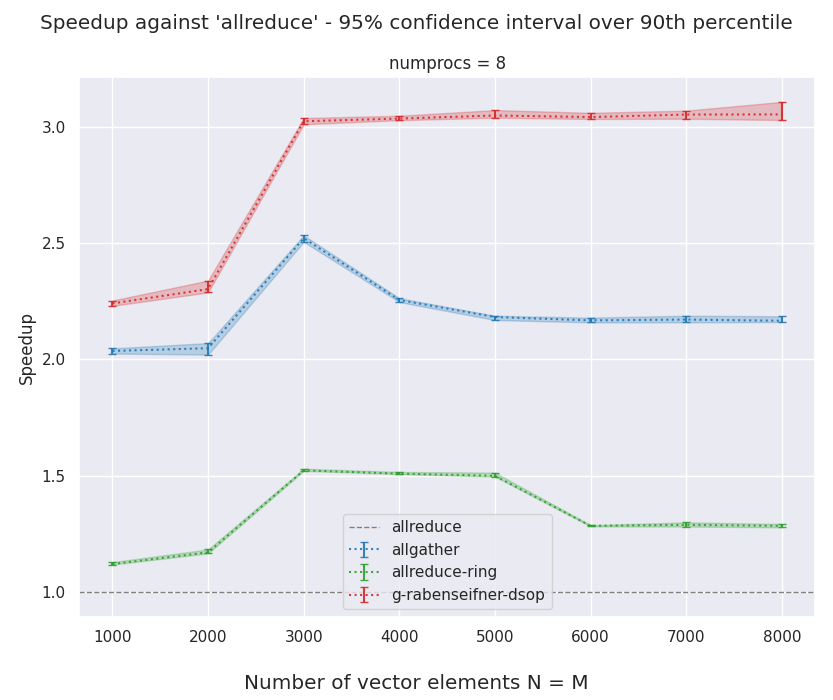 Speedup against 'allreduce' - 95% confidence interval over 90th percentile
numprocs = 8
3.0
2.5
2.0
1.5
1.0
Speedup
allreduce
allgather
allreduce-ring
g-rabenseifner-dsop
1000 2000 3000 4000 5000 6000 7000 8000
Number of vector elements N = M